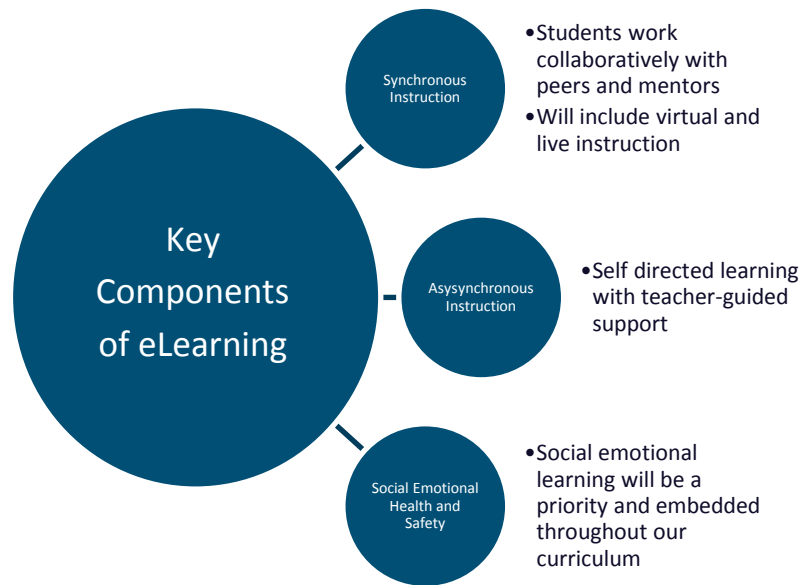 Key
Components
of eLearning
Synchronous
Instruction
•Students work
collaboratively with
peers and mentors
•Will include virtual and
live instruction
Asysynchronous
Instruction
•Self directed learning
with teacher-guided
support
Social Emotional
Health and
Safety
•Social emotional
learning will be a
priority and embedded
throughout our
curriculum